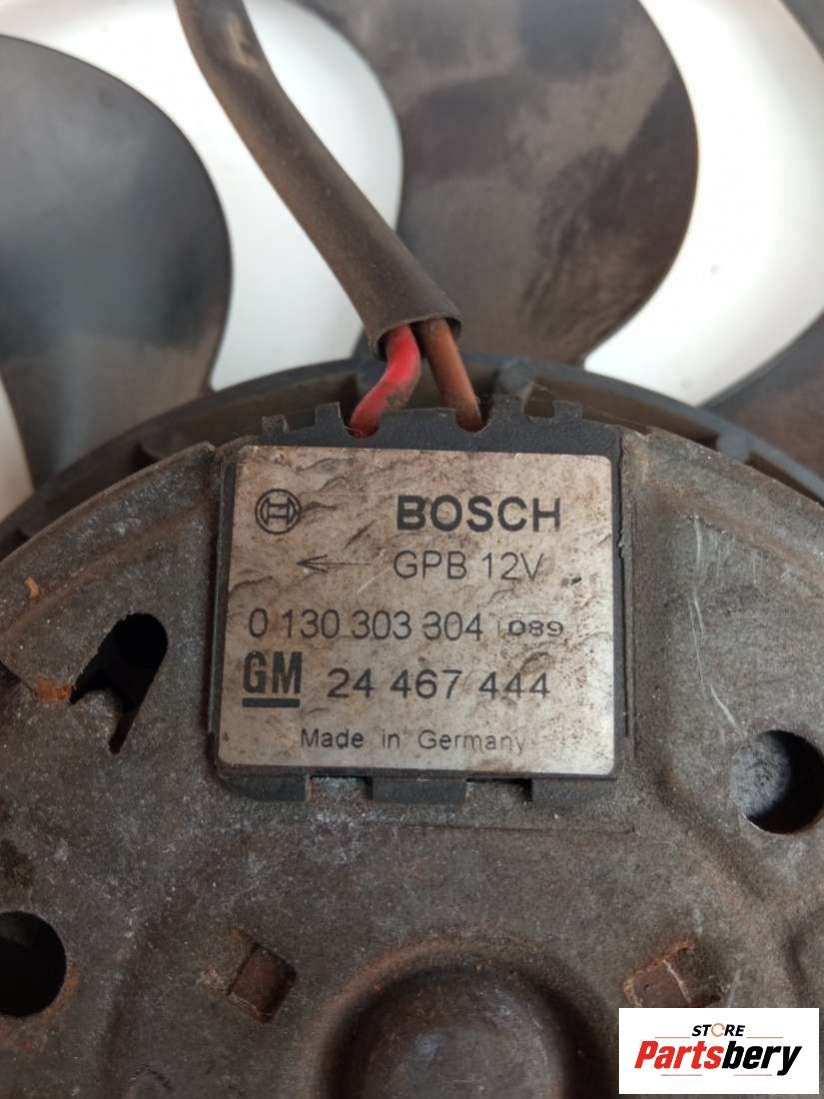 BOSCH
GPB 12V
0 130 303 304 089
GM 24 467 444
Made in Germany
STORE
Partsbery